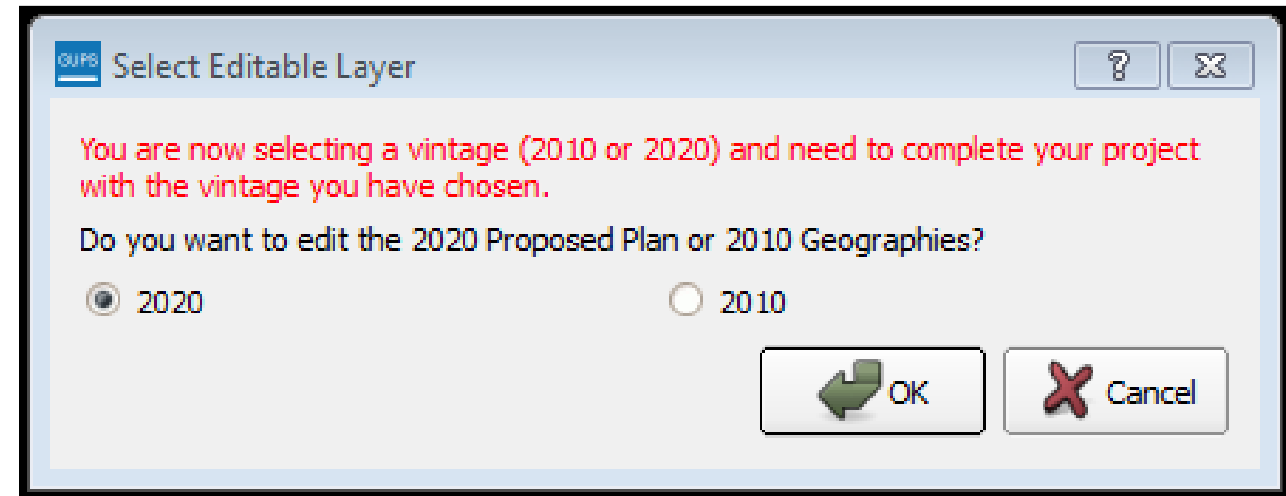 GUPS Select Editable Layer
You are now selecting a vintage (2010 or 2020) and need to complete your project
with the vintage you have chosen.
Do you want to edit the 2020 Proposed Plan or 2010 Geographies?
2020 2010
OK Cancel